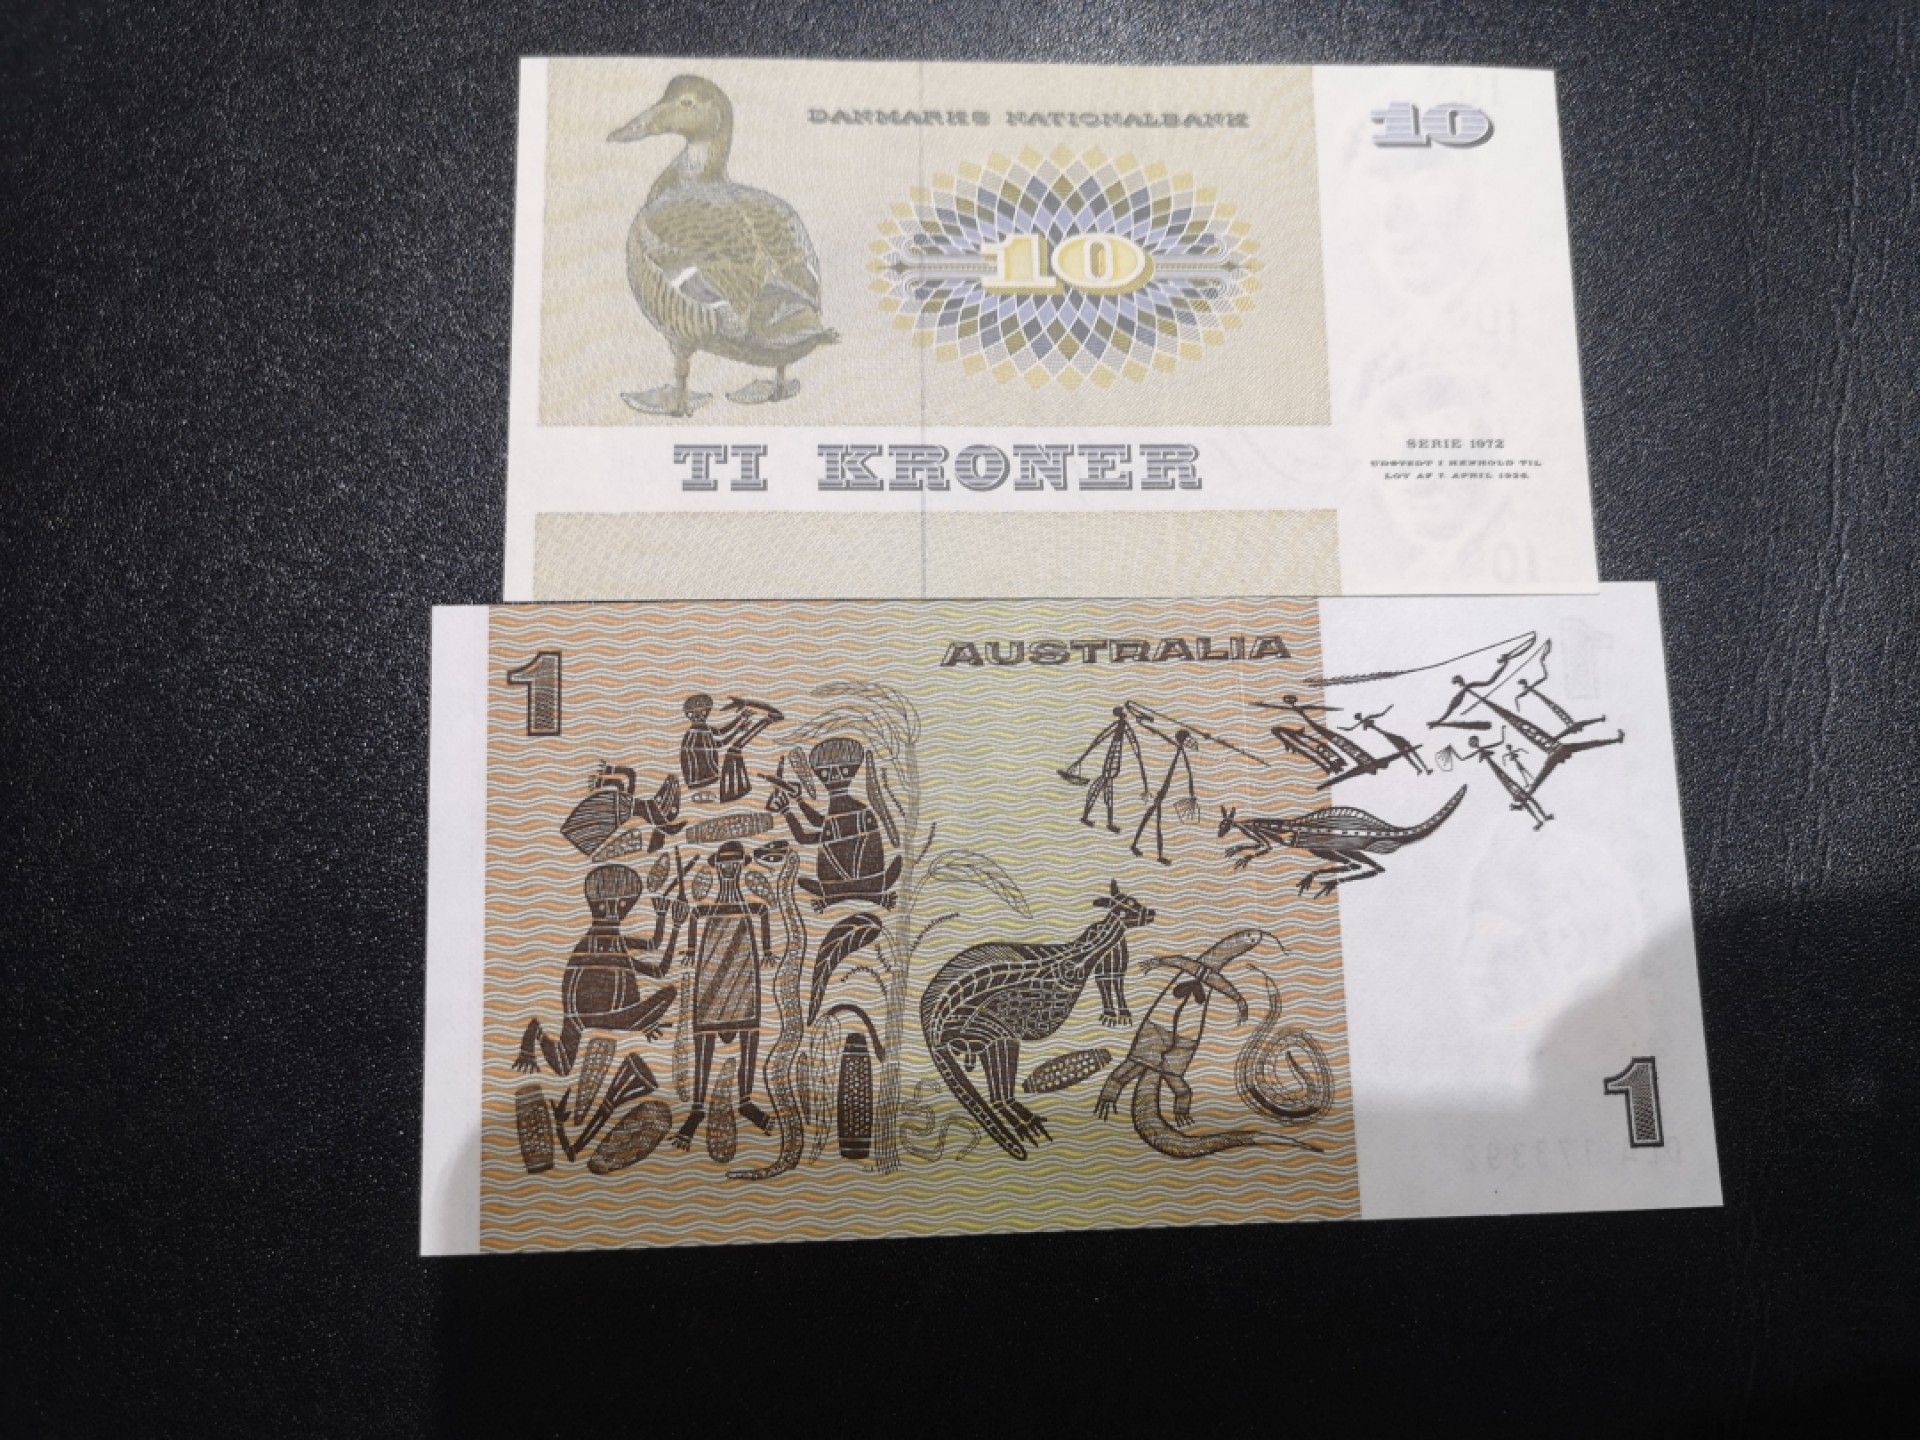 DANMARKS NATIONALBANK
10
10
TI KRONER
SERIE 1972
UDSTEDT I HENHOLD TIL
LOV AF 7. APRIL 1936.
AUSTRALIA
1
1